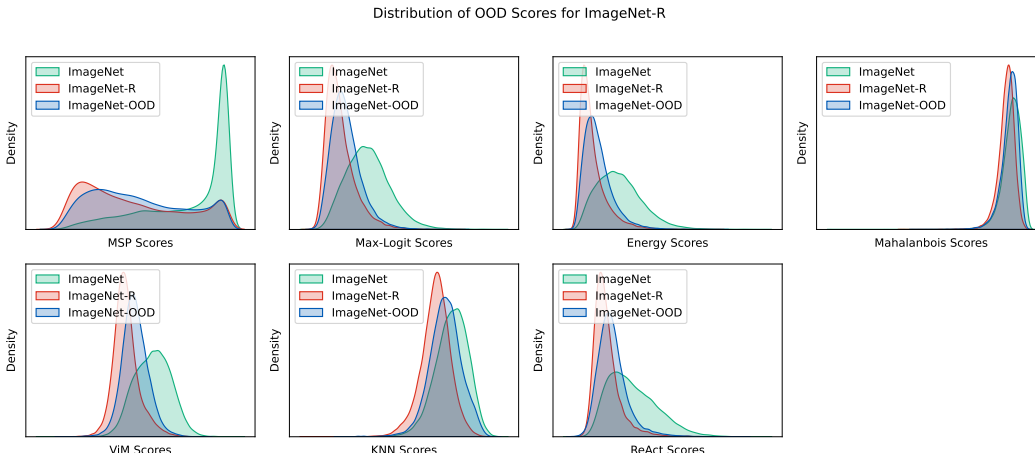 Distribution of OOD Scores for ImageNet-R
Density
ImageNet
ImageNet-R
ImageNet-OOD
MSP Scores
Density
ImageNet
ImageNet-R
ImageNet-OOD
Max-Logit Scores
Density
ImageNet
ImageNet-R
ImageNet-OOD
Energy Scores
Density
ImageNet
ImageNet-R
ImageNet-OOD
Mahalanbois Scores
Density
ImageNet
ImageNet-R
ImageNet-OOD
ViM Scores
Density
ImageNet
ImageNet-R
ImageNet-OOD
KNN Scores
Density
ImageNet
ImageNet-R
ImageNet-OOD
ReAct Scores